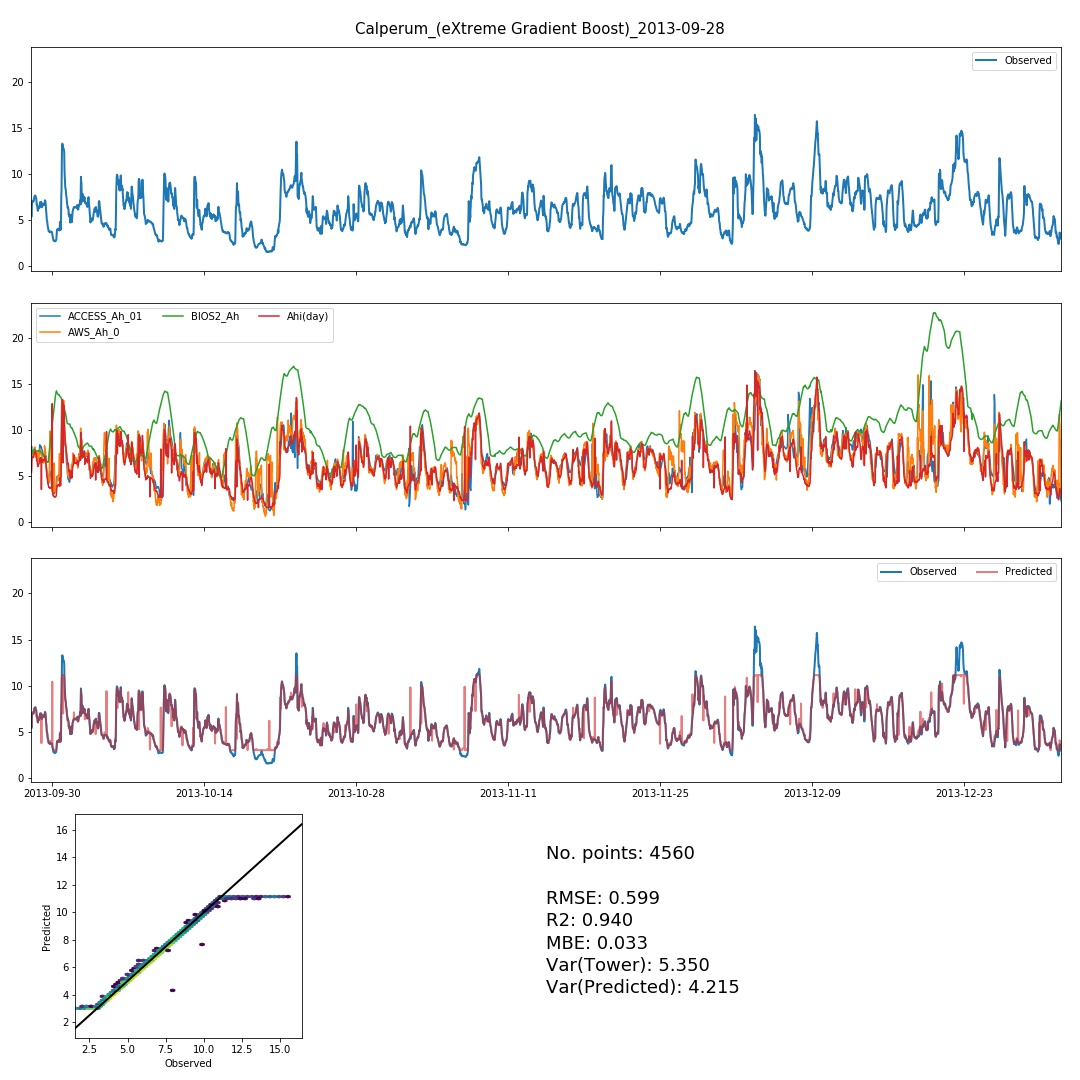 Calperum_(eXtreme Gradient Boost)_2013-09-28
Observed
20
15
10
5
0
ACCESS_Ah_01 BIOS2_Ah Ahi(day)
AWS_Ah_0
20
15
10
5
0
Observed Predicted
20
15
10
5
0
2013-09-30 2013-10-14 2013-10-28 2013-11-11 2013-11-25 2013-12-09 2013-12-23
16
14
12
10
8
6
4
2
Predicted
2.5 5.0 7.5 10.0 12.5 15.0
Observed
No. points: 4560
RMSE: 0.599
R2: 0.940
MBE: 0.033
Var(Tower): 5.350
Var(Predicted): 4.215